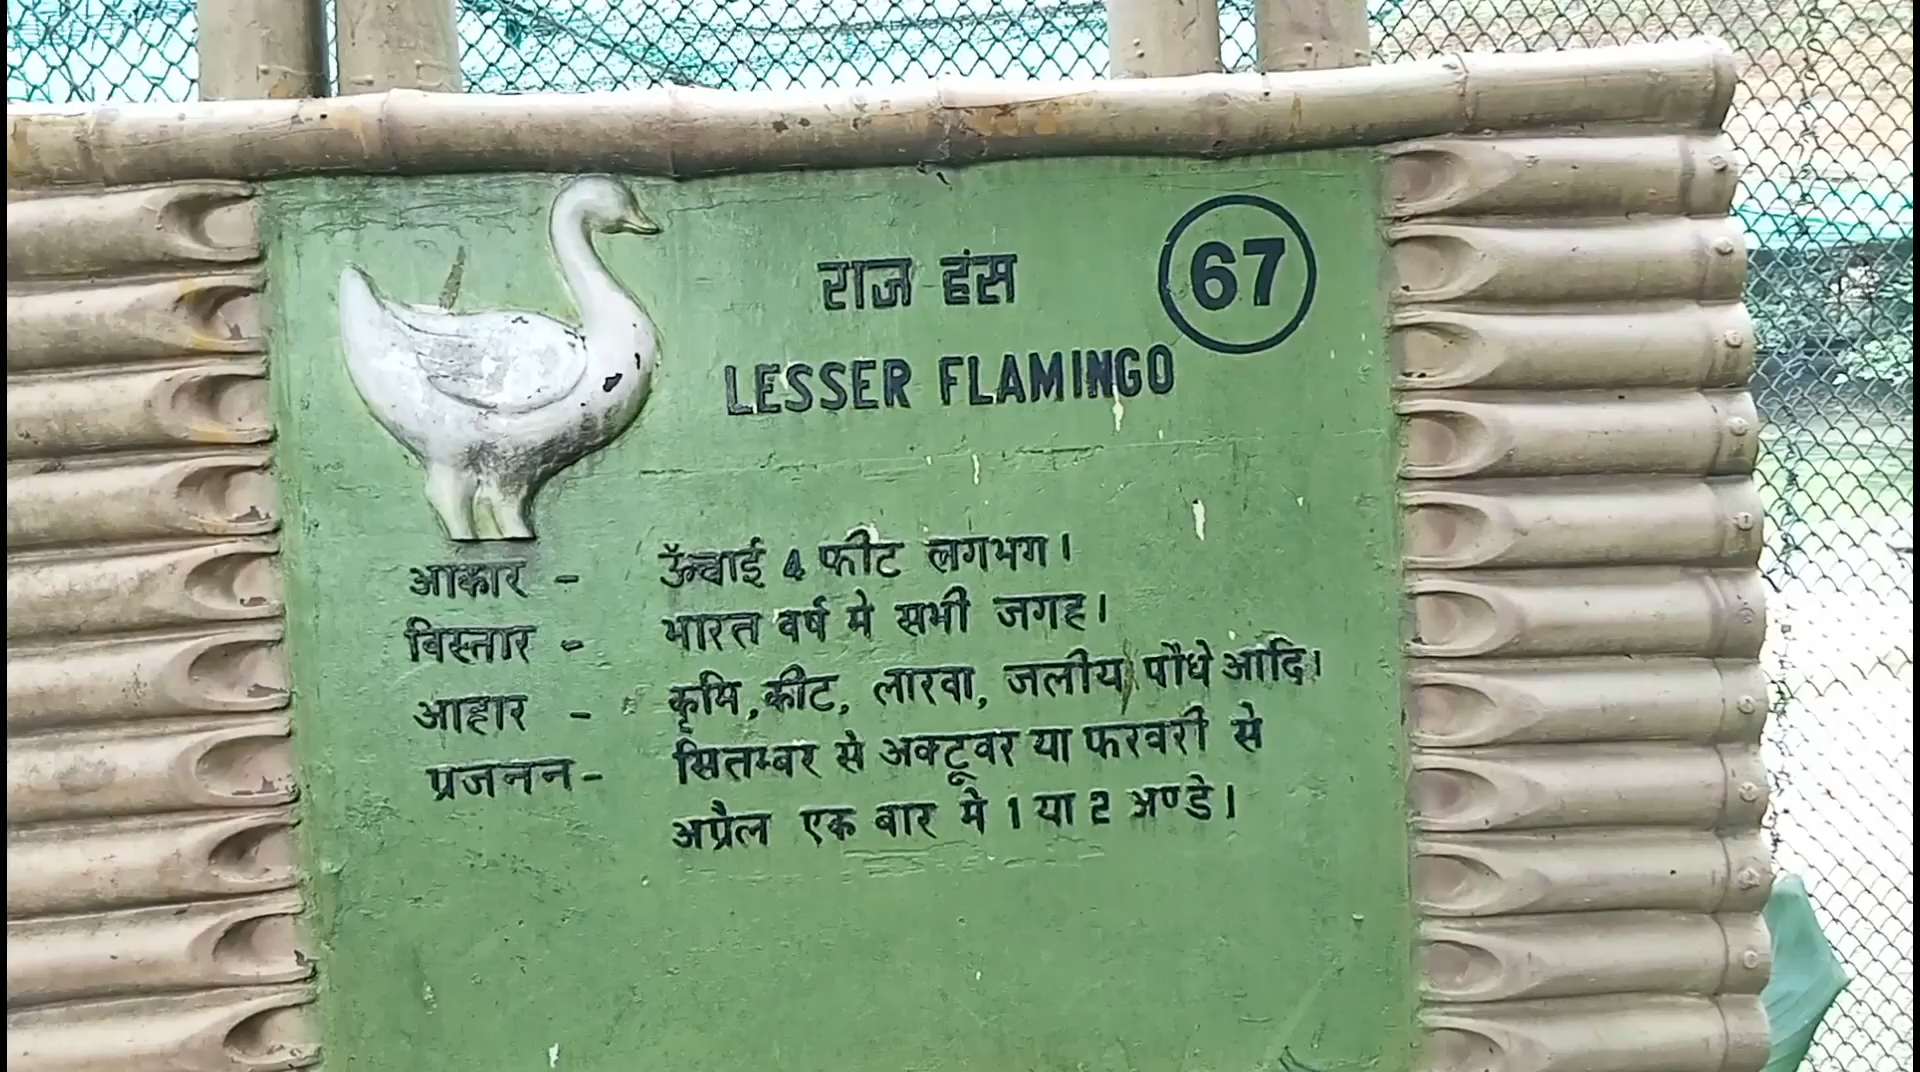 राज हंस
67
LESSER FLAMINGO
आकार - ऊँचाई 4 फीट लगभग।
विस्तार - भारत वर्ष मे सभी जगह।
आहार - कृमि, कीट, लारवा, जलीय पौधे आदि।
प्रजनन - सितम्बर से अक्टूवर या फरवरी से
अप्रैल एक बार मे 1 या 2 अण्डे।